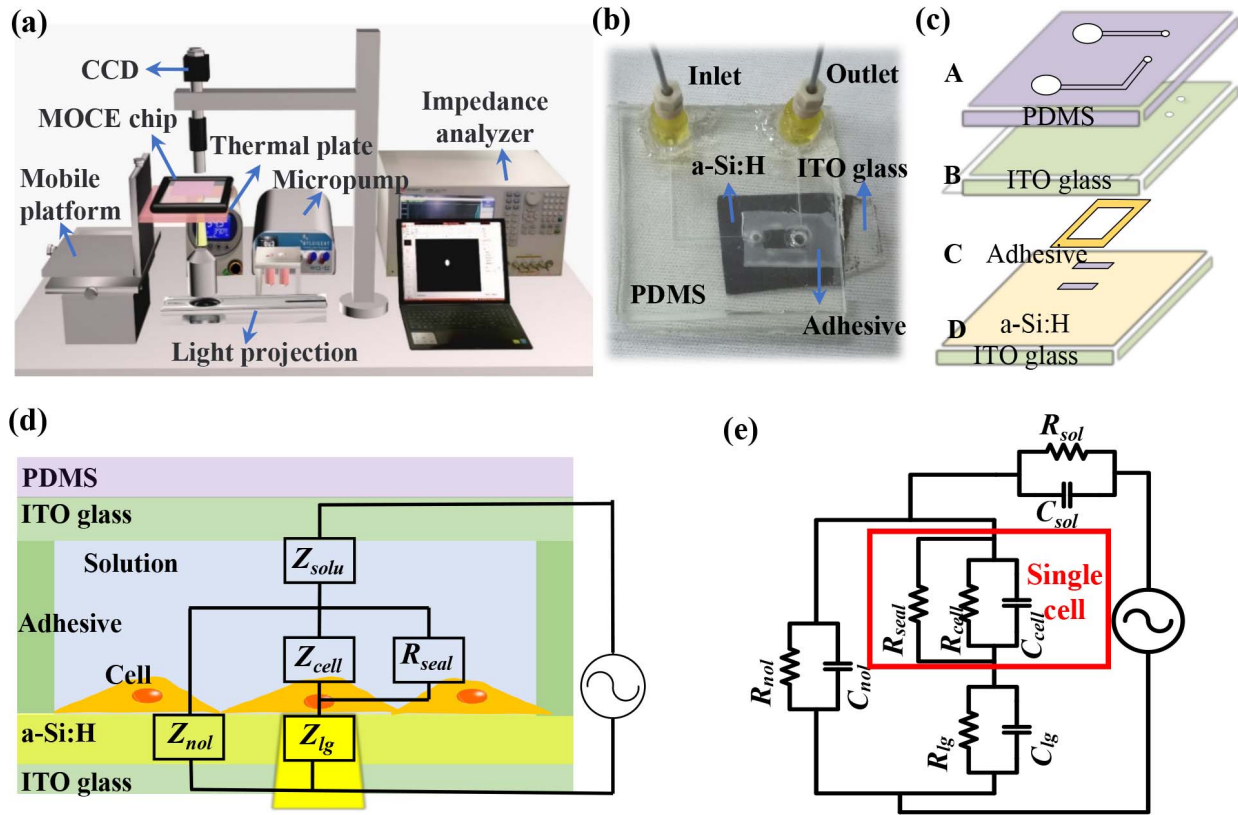 (a)
CCD
MOCE chip
Thermal plate
Mobile
platform
Micropump
Impedance
analyzer
Light projection
(b)
Inlet
Outlet
a-Si:H
ITO glass
PDMS
Adhesive
(c)
A
PDMS
B
ITO glass
C
Adhesive
D
a-Si:H
ITO glass
(d)
PDMS
ITO glass
Solution
Z_solu
Adhesive
Z_cell
R_seal
Cell
a-Si:H
Z_nol
Z_lg
ITO glass
(e)
R_sol
C_sol
Single
cell
R_seal
R_cell
C_cell
R_nol
C_nol
R_lg
C_lg